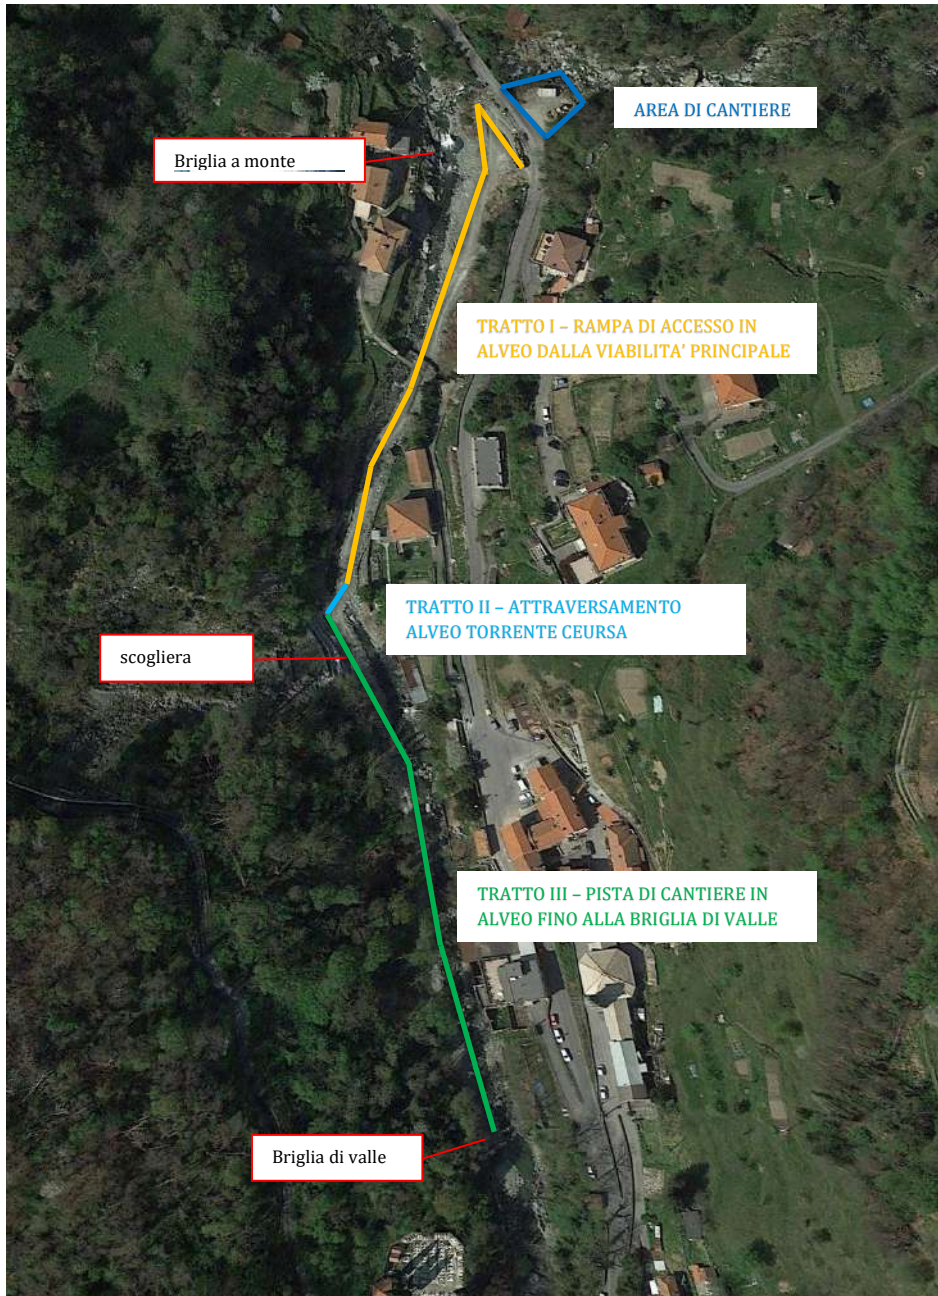 AREA DI CANTIERE
Briglia a monte
TRATTO I – RAMPA DI ACCESSO IN
ALVEO DALLA VIABILITA’ PRINCIPALE
TRATTO II – ATTRAVERSAMENTO
ALVEO TORRENTE CEURSA
scogliera
TRATTO III – PISTA DI CANTIERE IN
ALVEO FINO ALLA BRIGLIA DI VALLE
Briglia di valle